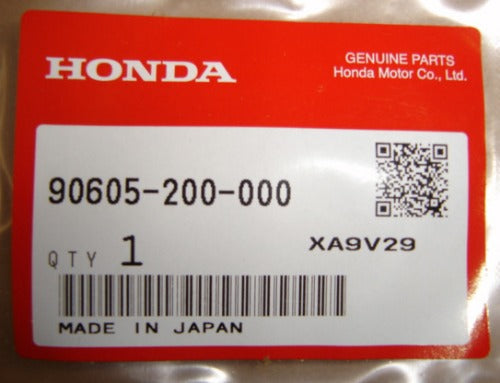 HONDA
GENUINE PARTS
Honda Motor Co., Ltd.
90605-200-000
QTY 1
XA9V29
MADE IN JAPAN